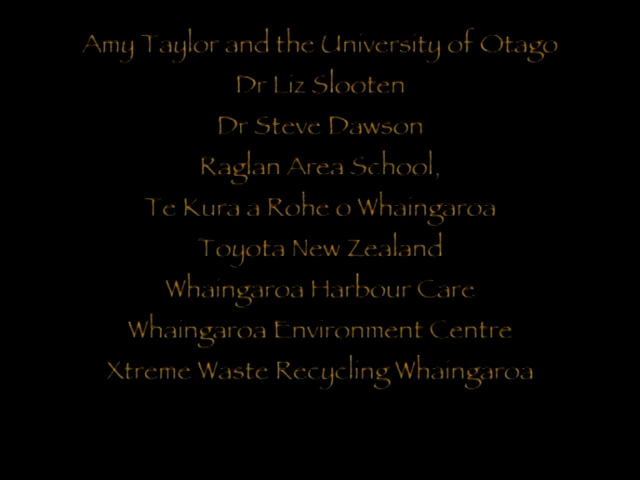 Amy Taylor and the University of Otago
Dr Liz Slooten
Dr Steve Dawson
Raglan Area School,
Te Kura a Rohe o Whaingaroa
Toyota New Zealand
Whaingaroa Harbour Care
Whaingaroa Environment Centre
Xtreme Waste Recycling Whaingaroa